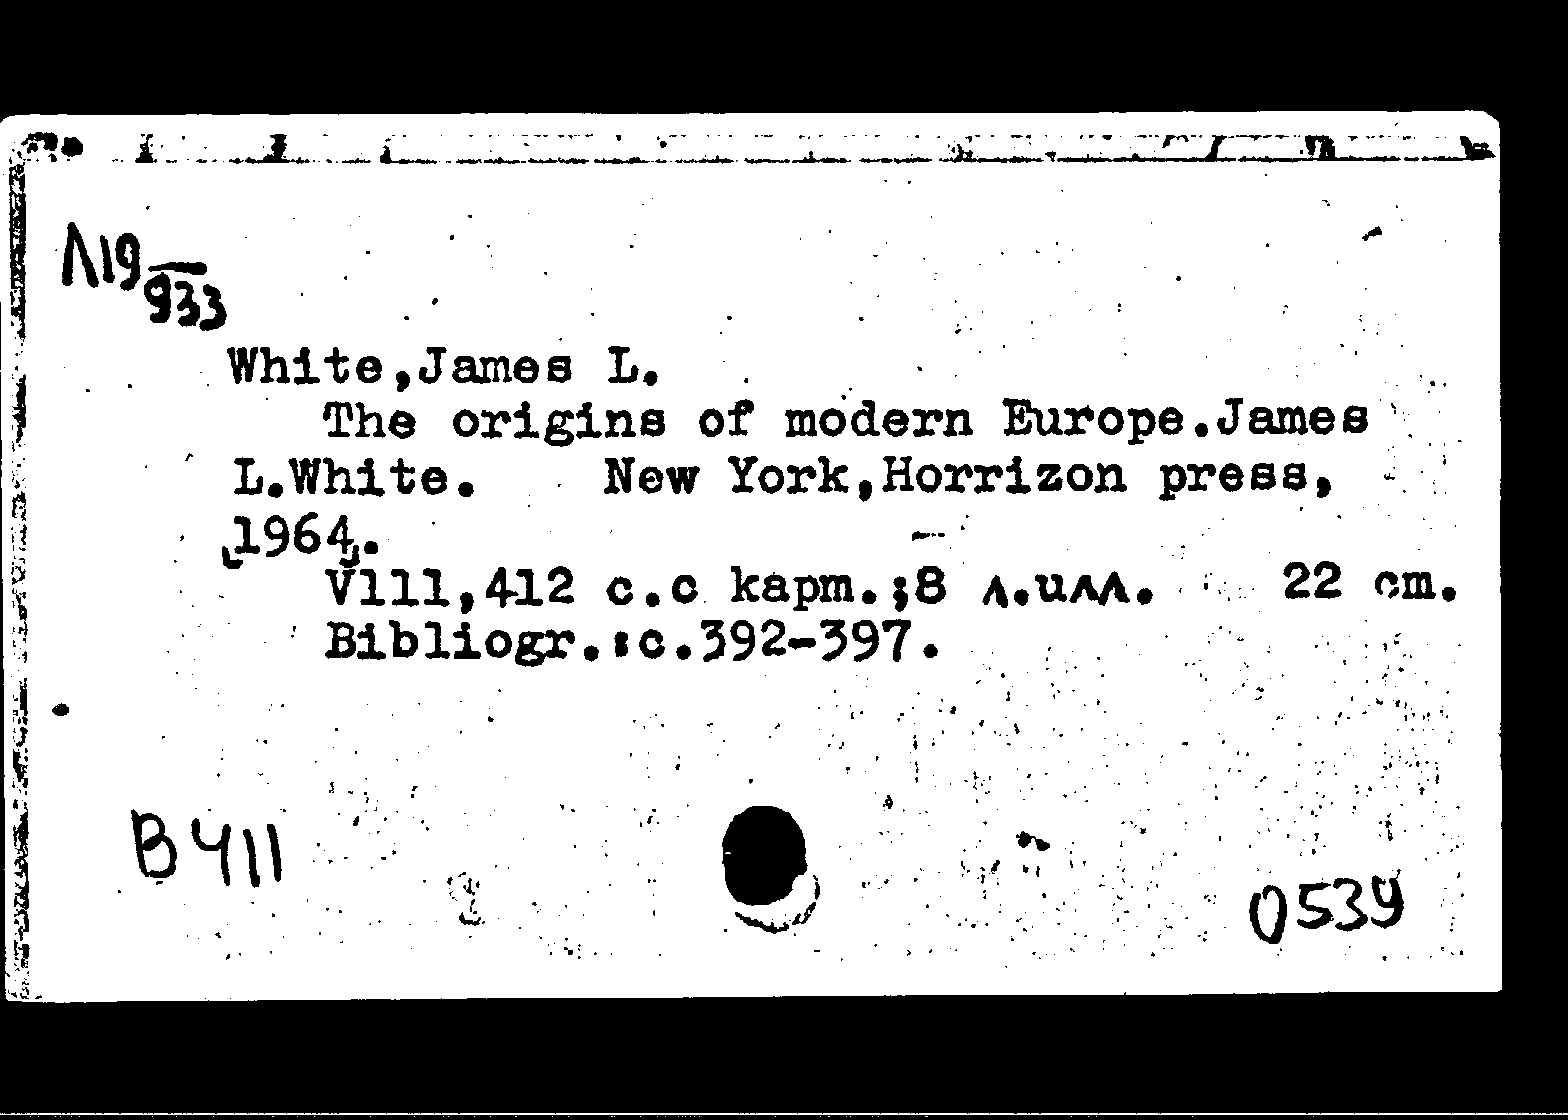 Л19
933
White,James L.
The origins of modern Europe.James
L.White. New York,Horrizon press,
[1964].
V111,412 c.c kapm.;8 л.илл. 22 cm.
Bibliogr.:c.392-397.
В 411
0539